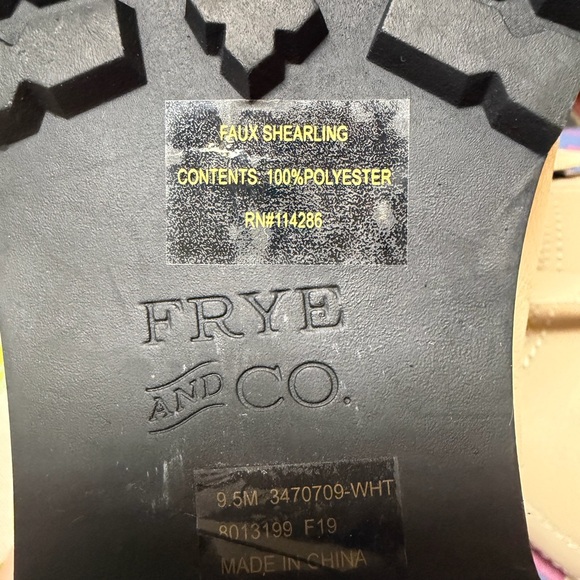 FAUX SHEARLING
CONTENTS: 100%POLYESTER
RN#114286
FRYE
AND CO.
9.5M 3470709-WHT
8013199 F19
MADE IN CHINA